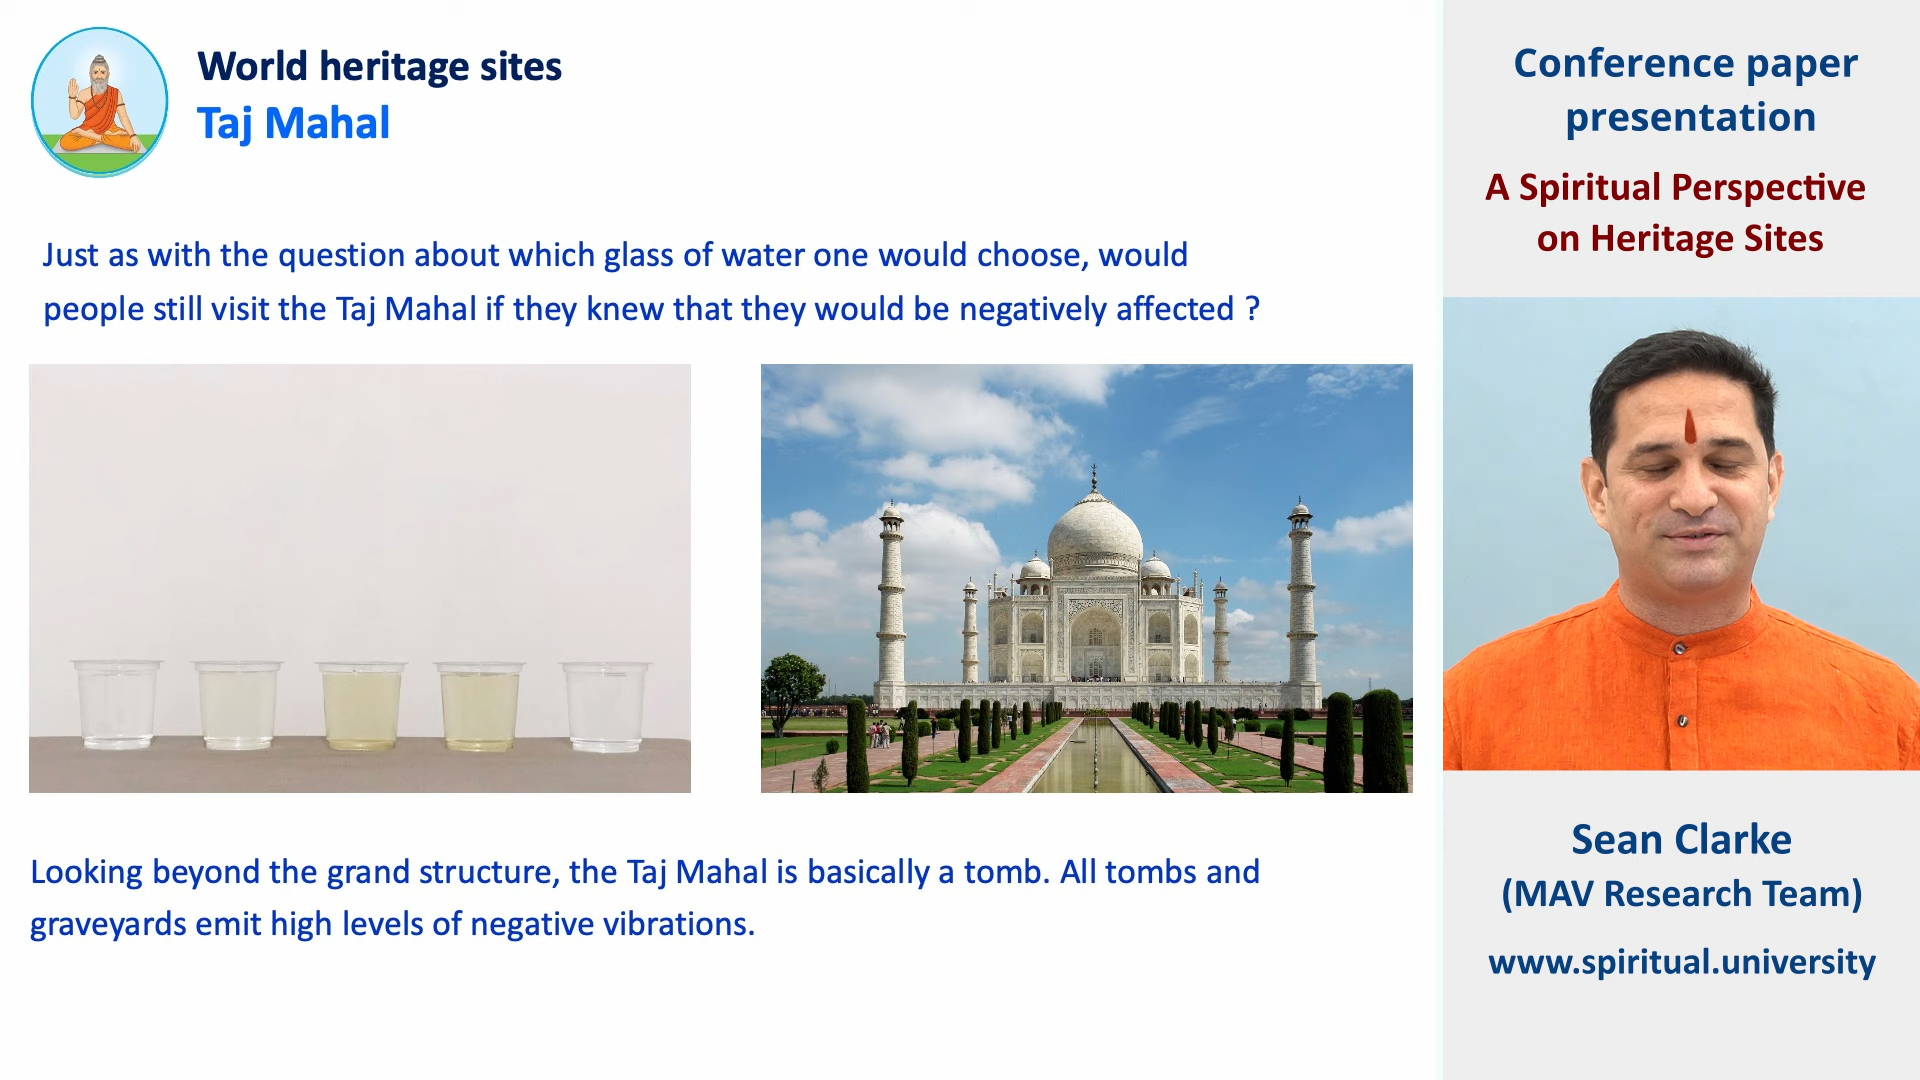 World heritage sites
Taj Mahal
Just as with the question about which glass of water one would choose, would
people still visit the Taj Mahal if they knew that they would be negatively affected ?
Looking beyond the grand structure, the Taj Mahal is basically a tomb. All tombs and
graveyards emit high levels of negative vibrations.
Conference paper
presentation
A Spiritual Perspective
on Heritage Sites
Sean Clarke
(MAV Research Team)
www.spiritual.university